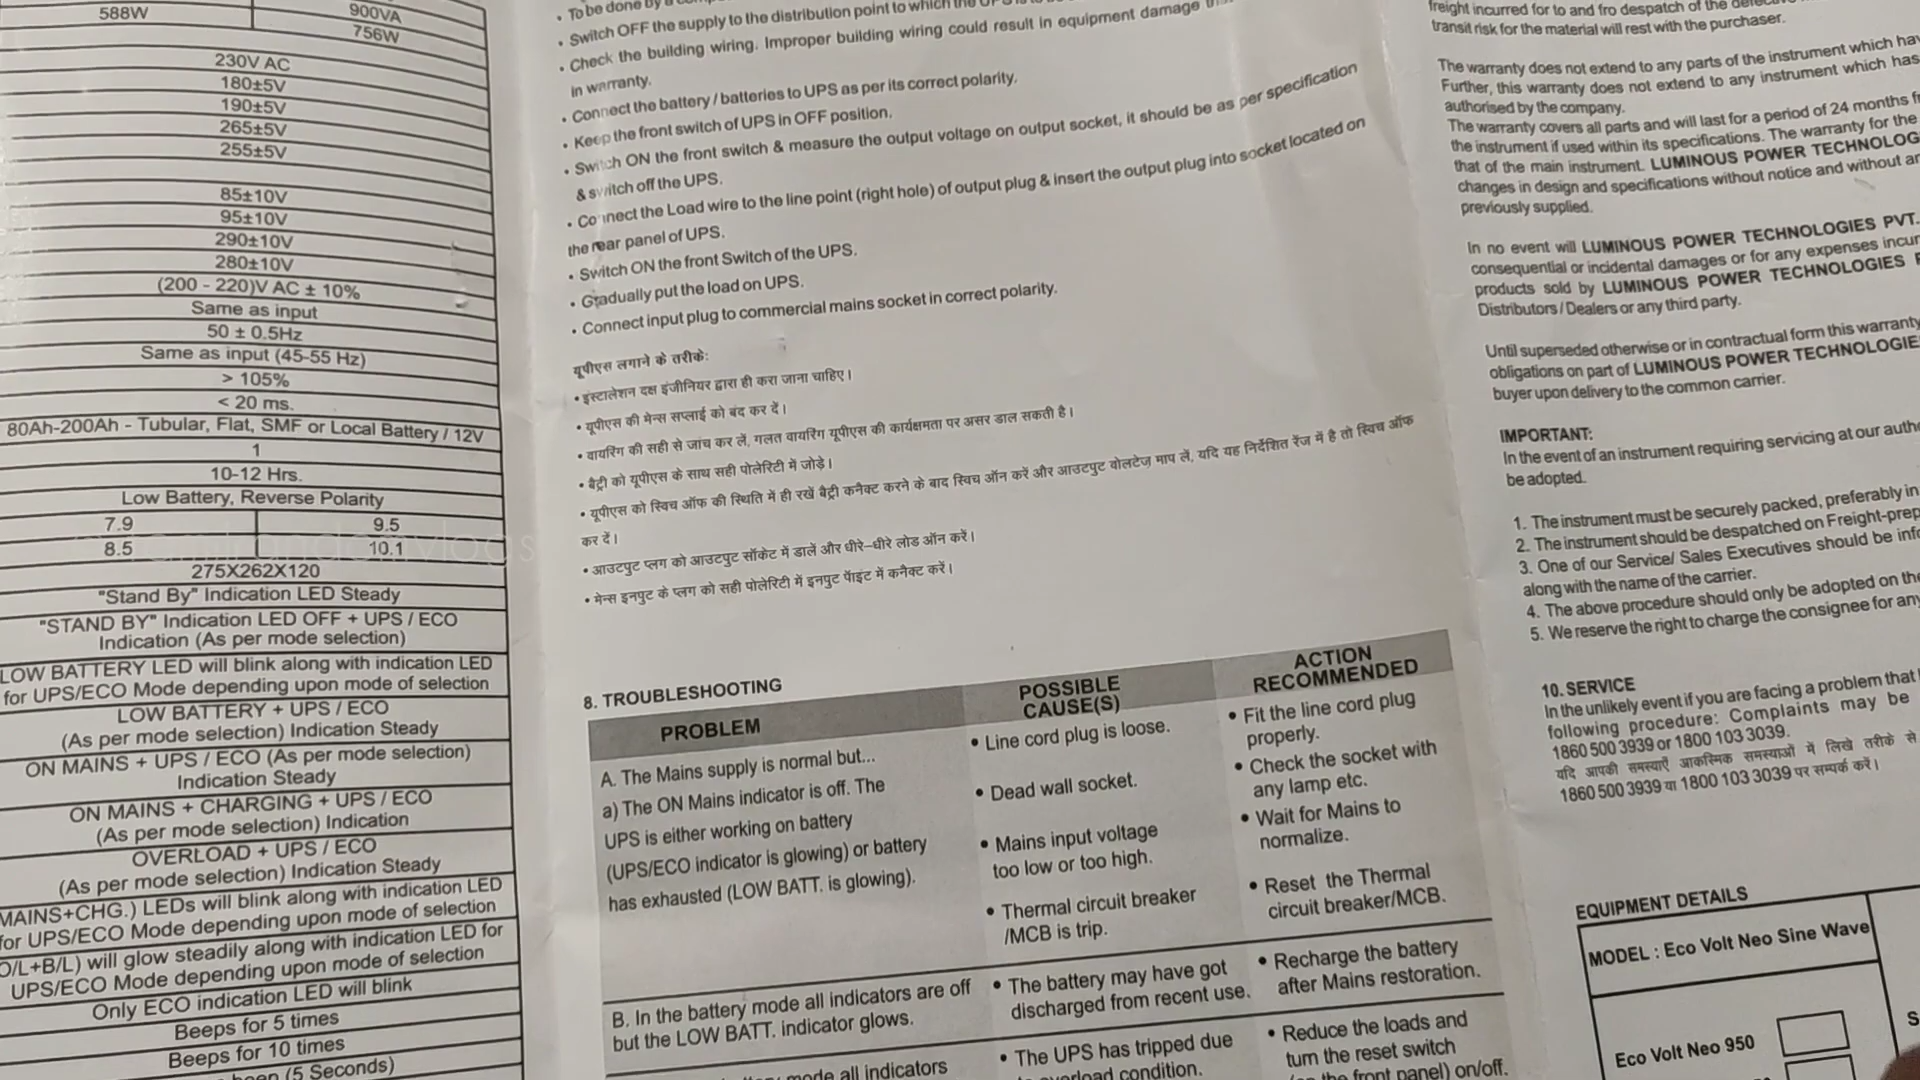 900VA
588W
756W
230V AC
180±5V
190±5V
265±5V
255±5V
85±10V
95±10V
290±10V
280±10V
(200 - 220)V AC ± 10%
Same as input
50 ± 0.5Hz
Same as input (45-55 Hz)
> 105%
< 20 ms.
80Ah-200Ah - Tubular, Flat, SMF or Local Battery / 12V
1
10-12 Hrs.
Low Battery, Reverse Polarity
7.9 9.5
8.5 10.1
275X262X120
"Stand By" Indication LED Steady
"STAND BY" Indication LED OFF + UPS / ECO
Indication (As per mode selection)
LOW BATTERY LED will blink along with indication LED
for UPS/ECO Mode depending upon mode of selection
LOW BATTERY + UPS / ECO
(As per mode selection) Indication Steady
ON MAINS + UPS / ECO (As per mode selection)
Indication Steady
ON MAINS + CHARGING + UPS / ECO
(As per mode selection) Indication
OVERLOAD + UPS / ECO
(As per mode selection) Indication Steady
MAINS+CHG.) LEDs will blink along with indication LED
for UPS/ECO Mode depending upon mode of selection
O/L+B/L) will glow steadily along with indication LED for
UPS/ECO Mode depending upon mode of selection
Only ECO indication LED will blink
Beeps for 5 times
Beeps for 10 times
(5 Seconds)
• To be done by a
• Switch OFF the supply to the distribution point to which the
• Check the building wiring. Improper building wiring could result in equipment damage
in warranty.
• Connect the battery / batteries to UPS as per its correct polarity.
• Keep the front switch of UPS in OFF position.
• Switch ON the front switch & measure the output voltage on output socket, it should be as per specification
& switch off the UPS.
• Connect the Load wire to the line point (right hole) of output plug & insert the output plug into socket located on
the rear panel of UPS.
• Switch ON the front Switch of the UPS.
• Gradually put the load on UPS.
• Connect input plug to commercial mains socket in correct polarity.
यूपीएस लगाने के तरीके:
• इंस्टालेशन दक्ष इंजीनियर द्वारा ही करा जाना चाहिए।
• यूपीएस की मेन्स सप्लाई को बंद कर दें।
• वायरिंग की सही से जांच कर लें, गलत वायरिंग यूपीएस की कार्यक्षमता पर असर डाल सकती है।
• बैट्री को यूपीएस के साथ सही पोलेरिटी में जोड़े।
• यूपीएस को स्विच ऑफ की स्थिति में ही रखें बैट्री कनैक्ट करने के बाद स्विच ऑन करें और आउटपुट वोलटेज़ माप लें, यदि यह निर्देशित रेंज में है तो स्विच ऑफ
कर दें।
• आउटपुट प्लग को आउटपुट सॉकेट में डालें और धीरे-धीरे लोड ऑन करें।
• मेन्स इनपुट के प्लग को सही पोलेरिटी में इनपुट पॅाइंट में कनैक्ट करें।
8. TROUBLESHOOTING
PROBLEM
POSSIBLE
CAUSE(S)
ACTION
RECOMMENDED
A. The Mains supply is normal but...
a) The ON Mains indicator is off. The
UPS is either working on battery
(UPS/ECO indicator is glowing) or battery
has exhausted (LOW BATT. is glowing).
• Line cord plug is loose.
• Dead wall socket.
• Mains input voltage
too low or too high.
• Thermal circuit breaker
/MCB is trip.
• Fit the line cord plug
properly.
• Check the socket with
any lamp etc.
• Wait for Mains to
normalize.
• Reset the Thermal
circuit breaker/MCB.
B. In the battery mode all indicators are off
but the LOW BATT. indicator glows.
• The battery may have got
discharged from recent use.
• Recharge the battery
after Mains restoration.
mode all indicators
• The UPS has tripped due
condition.
• Reduce the loads and
turn the reset switch
the front panel) on/off.
freight incurred for to and fro despatch of the
transit risk for the material will rest with the purchaser.
The warranty does not extend to any parts of the instrument which
Further, this warranty does not extend to any instrument which has
authorised by the company.
The warranty covers all parts and will last for a period of 24 months
the instrument if used within its specifications. The warranty for the
that of the main instrument. LUMINOUS POWER
changes in design and specifications without notice and without
previously supplied.
In no event will LUMINOUS POWER TECHNOLOGIES PVT.
consequential or incidental damages or for any expenses
products sold by LUMINOUS POWER TECHNOLOGIES
Distributors / Dealers or any third party.
Until superseded otherwise or in contractual form this warranty
obligations on part of LUMINOUS POWER
buyer upon delivery to the common carrier.
IMPORTANT:
In the event of an instrument requiring servicing at our
be adopted.
1. The instrument must be securely packed, preferably in
2. The instrument should be despatched on
3. One of our Service/ Sales Executives should be
along with the name of the carrier.
4. The above procedure should only be adopted on the
5. We reserve the right to charge the consignee for
10. SERVICE
In the unlikely event if you are facing a problem that
following procedure: Complaints may be
1860 500 3939 or 1800 103 3039.
यदि आपकी समस्याएँ आकस्मिक समस्याओं में लिखे तरीके से
1860 500 3939 या 1800 103 3039 पर सम्पर्क करें।
EQUIPMENT DETAILS
MODEL : Eco Volt Neo Sine Wave
Eco Volt Neo 950